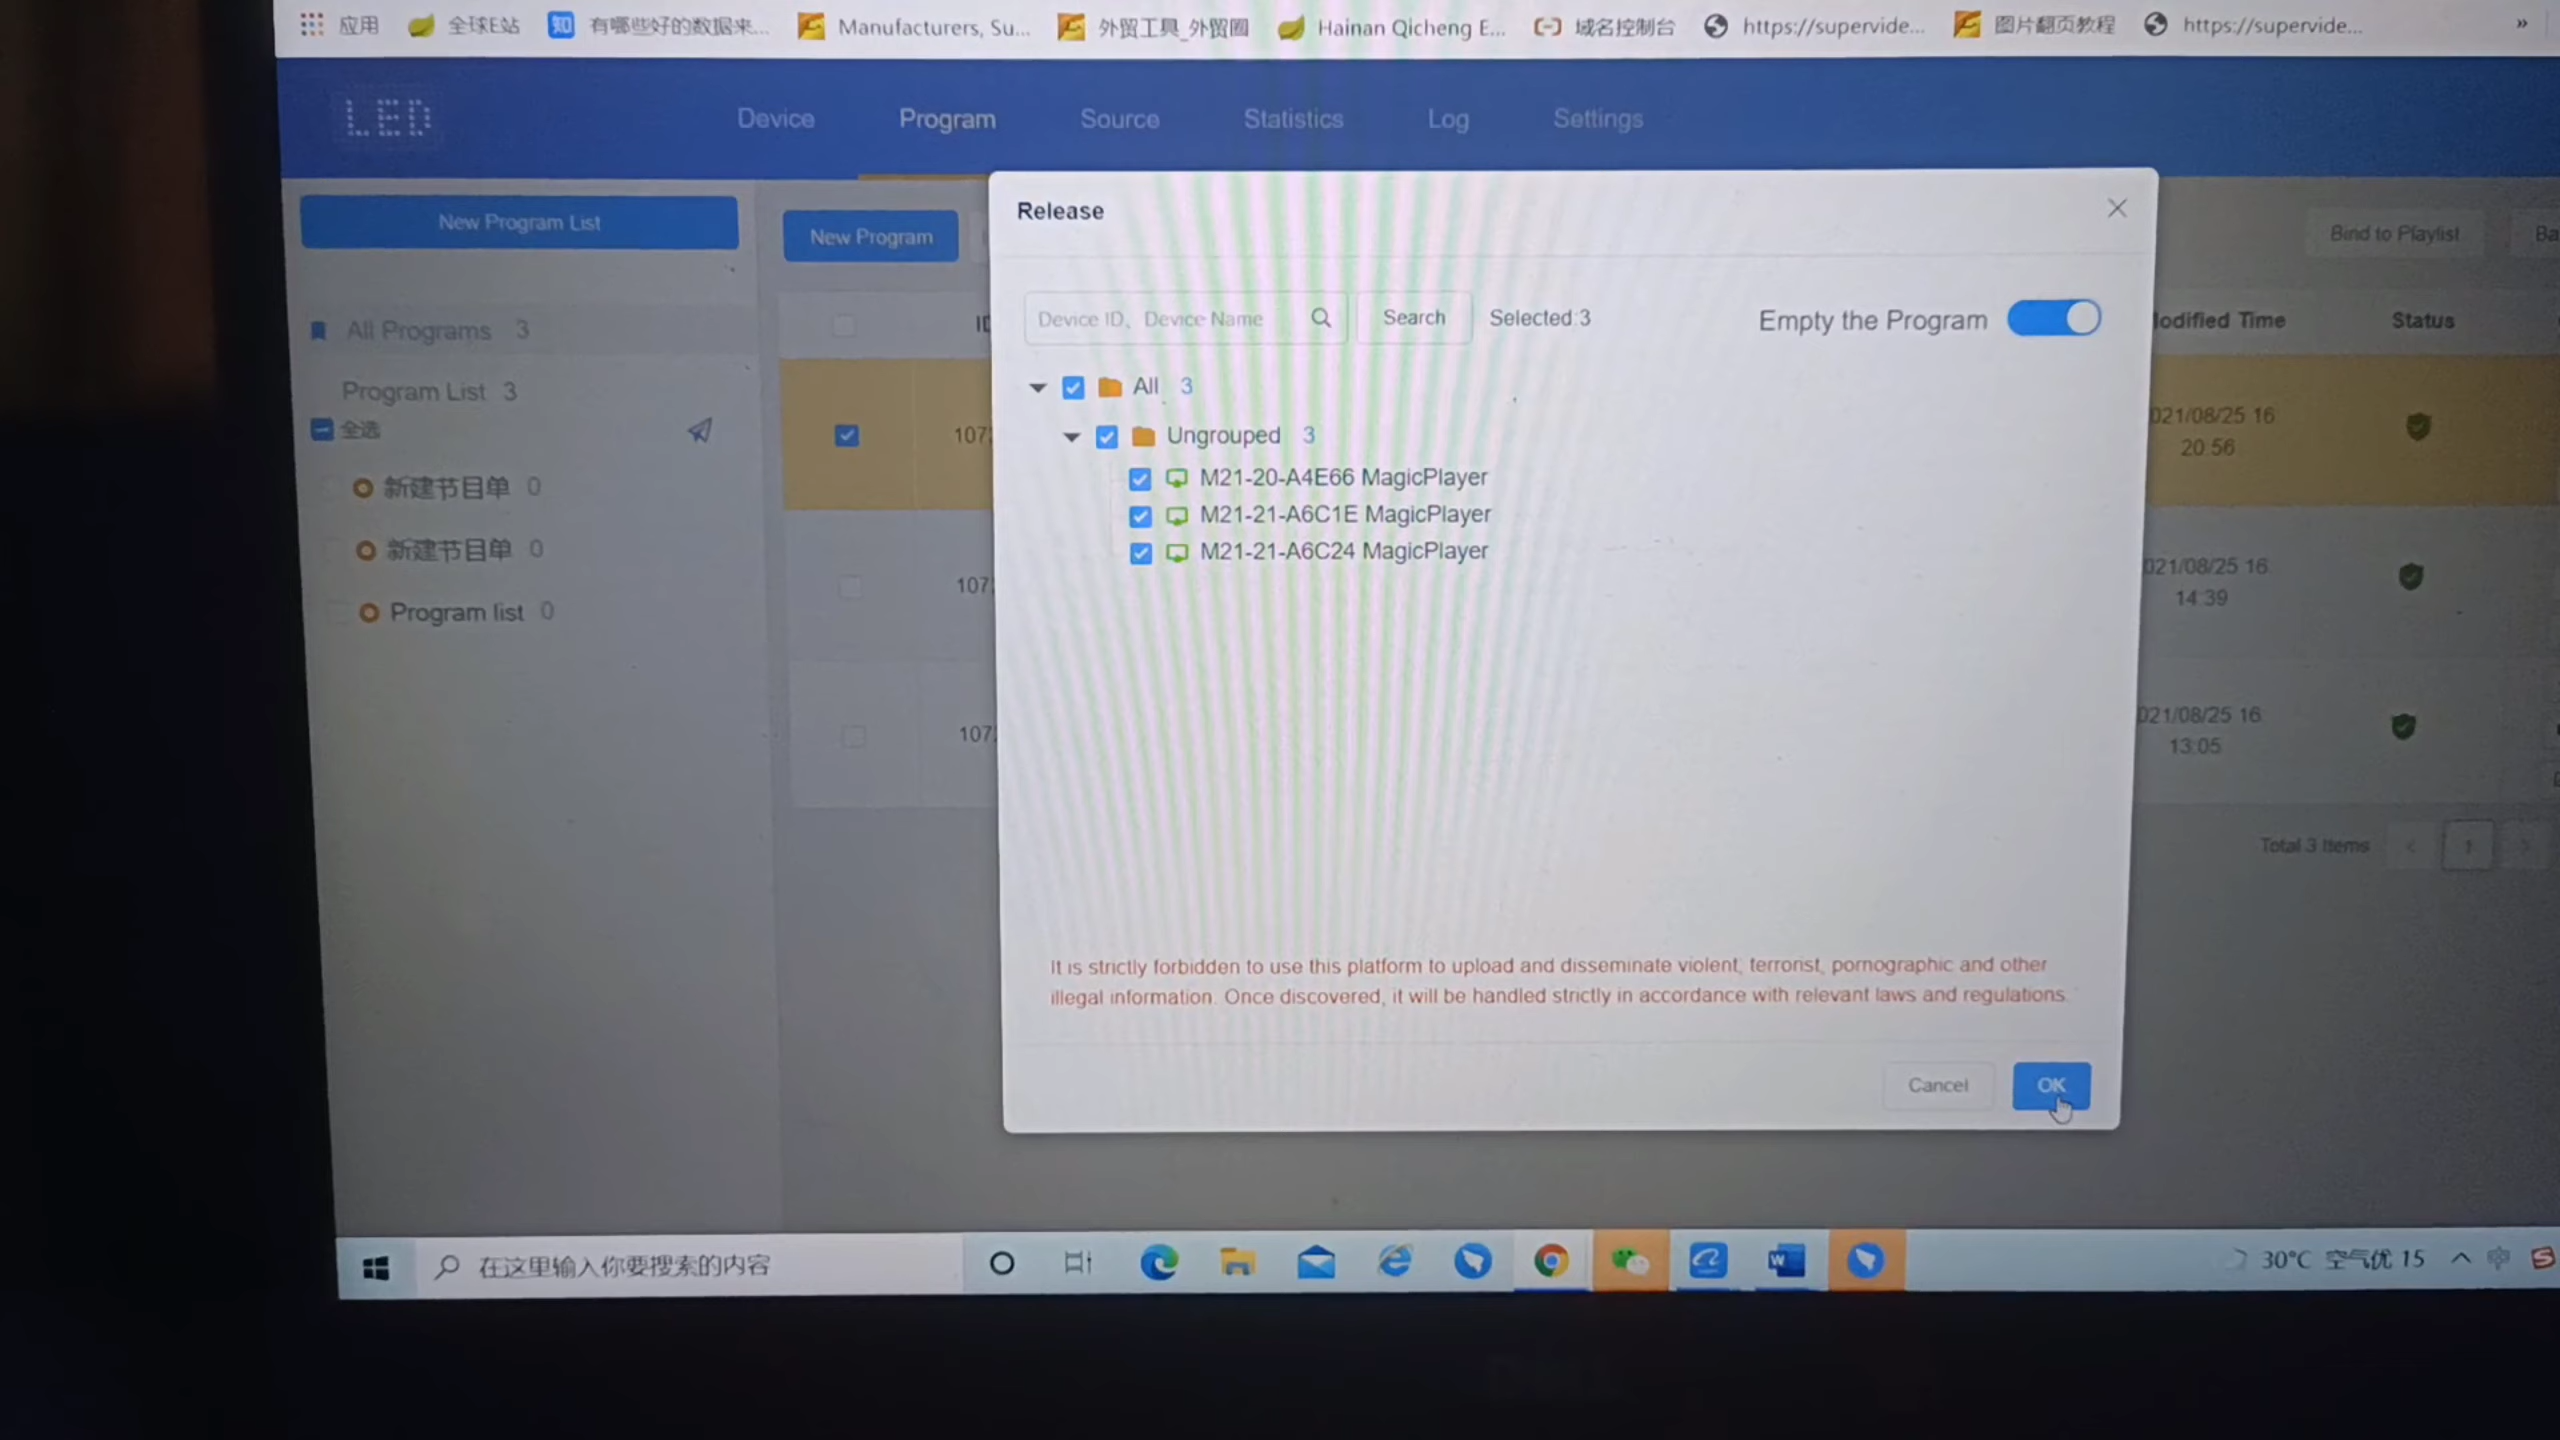 应用 全球E站 有哪些好的数据来... Manufacturers, Su... 外贸工具_外贸圈 Hainan Qicheng E... 域名控制台 https://supervide... 图片翻页教程 https://supervide... »
LED Device Program Source Statistics Log Settings
New Program List
All Programs 3
Program List 3
全选
新建节目单 0
新建节目单 0
Program list 0
New Program
Bind to Playlist
Modified Time Status
107
021/08/25 16
20:56
107
021/08/25 16
14:39
107
021/08/25 16
13:05
Total 3 Items < 1 >
Release
Device ID、Device Name Search Selected:3 Empty the Program
All 3
Ungrouped 3
M21-20-A4E66 MagicPlayer
M21-21-A6C1E MagicPlayer
M21-21-A6C24 MagicPlayer
It is strictly forbidden to use this platform to upload and disseminate violent, terrorist, pornographic and other
illegal information. Once discovered, it will be handled strictly in accordance with relevant laws and regulations.
Cancel OK
在这里输入你要搜索的内容
30°C 空气优 15 中